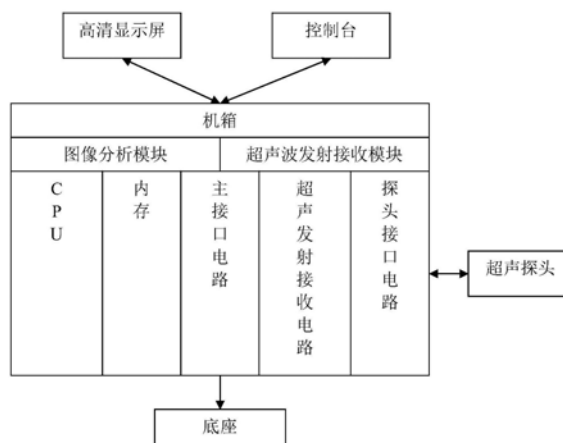 高清显示屏
控制台
机箱
图像分析模块
超声波发射接收模块
CPU
内存
主接口电路
超声发射接收电路
探头接口电路
超声探头
底座